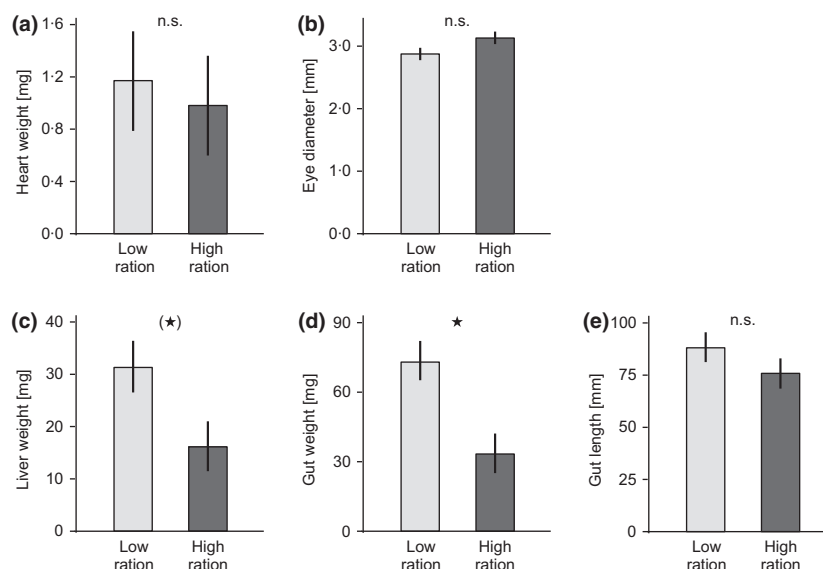 (a)
n.s.
Heart weight [mg]
1·6
1·2
0·8
0·4
0·0
Low
ration
High
ration
(b)
n.s.
Eye diameter [mm]
3·0
2·0
1·0
0·0
Low
ration
High
ration
(c)
(★)
Liver weight [mg]
40
30
20
10
0
Low
ration
High
ration
(d)
★
Gut weight [mg]
90
60
30
0
Low
ration
High
ration
(e)
n.s.
Gut length [mm]
100
75
50
25
0
Low
ration
High
ration